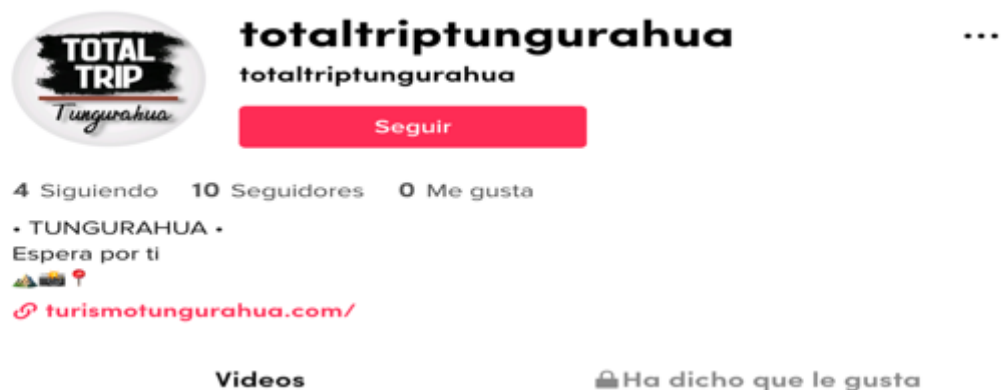 TOTAL
TRIP
Tungurahua
totaltriptungurahua
...
totaltriptungurahua
Seguir
4 Siguiendo 10 Seguidores 0 Me gusta
• TUNGURAHUA •
Espera por ti
turismotungurahua.com/
Videos
Ha dicho que le gusta